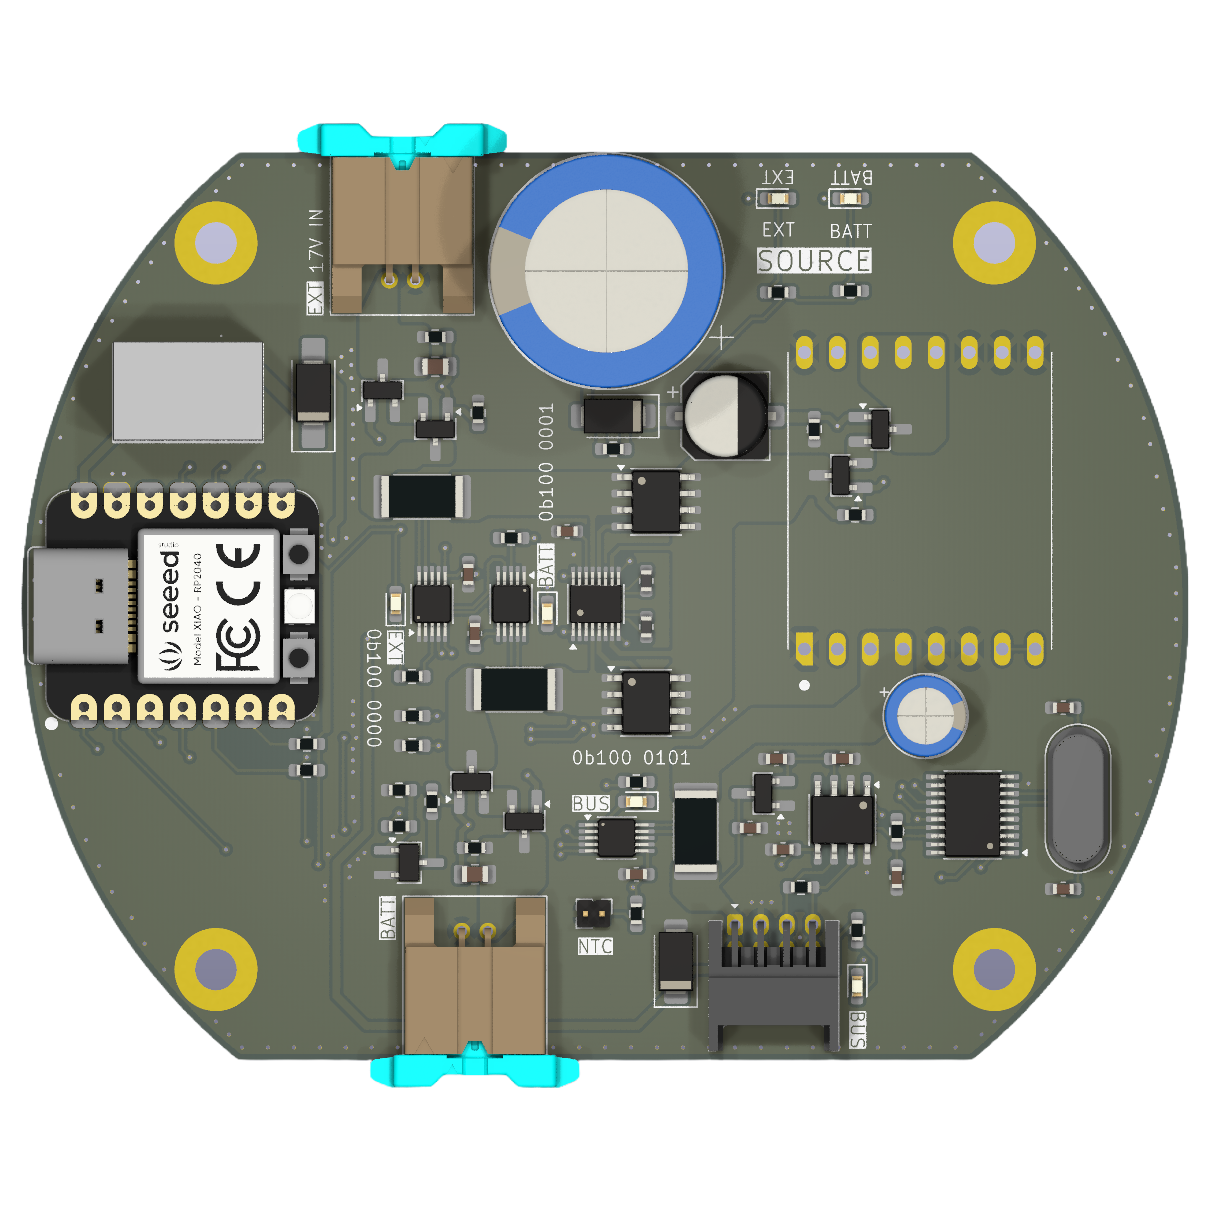 EXT
BATT
EXT
BATT
SOURCE
EXT 17V IN
0b100 0001
BATT
seeed
Model XIAO - RP2040
FC CE
EXT
0b100 0000
0b100 0101
BUS
BATT
NTC
BUS